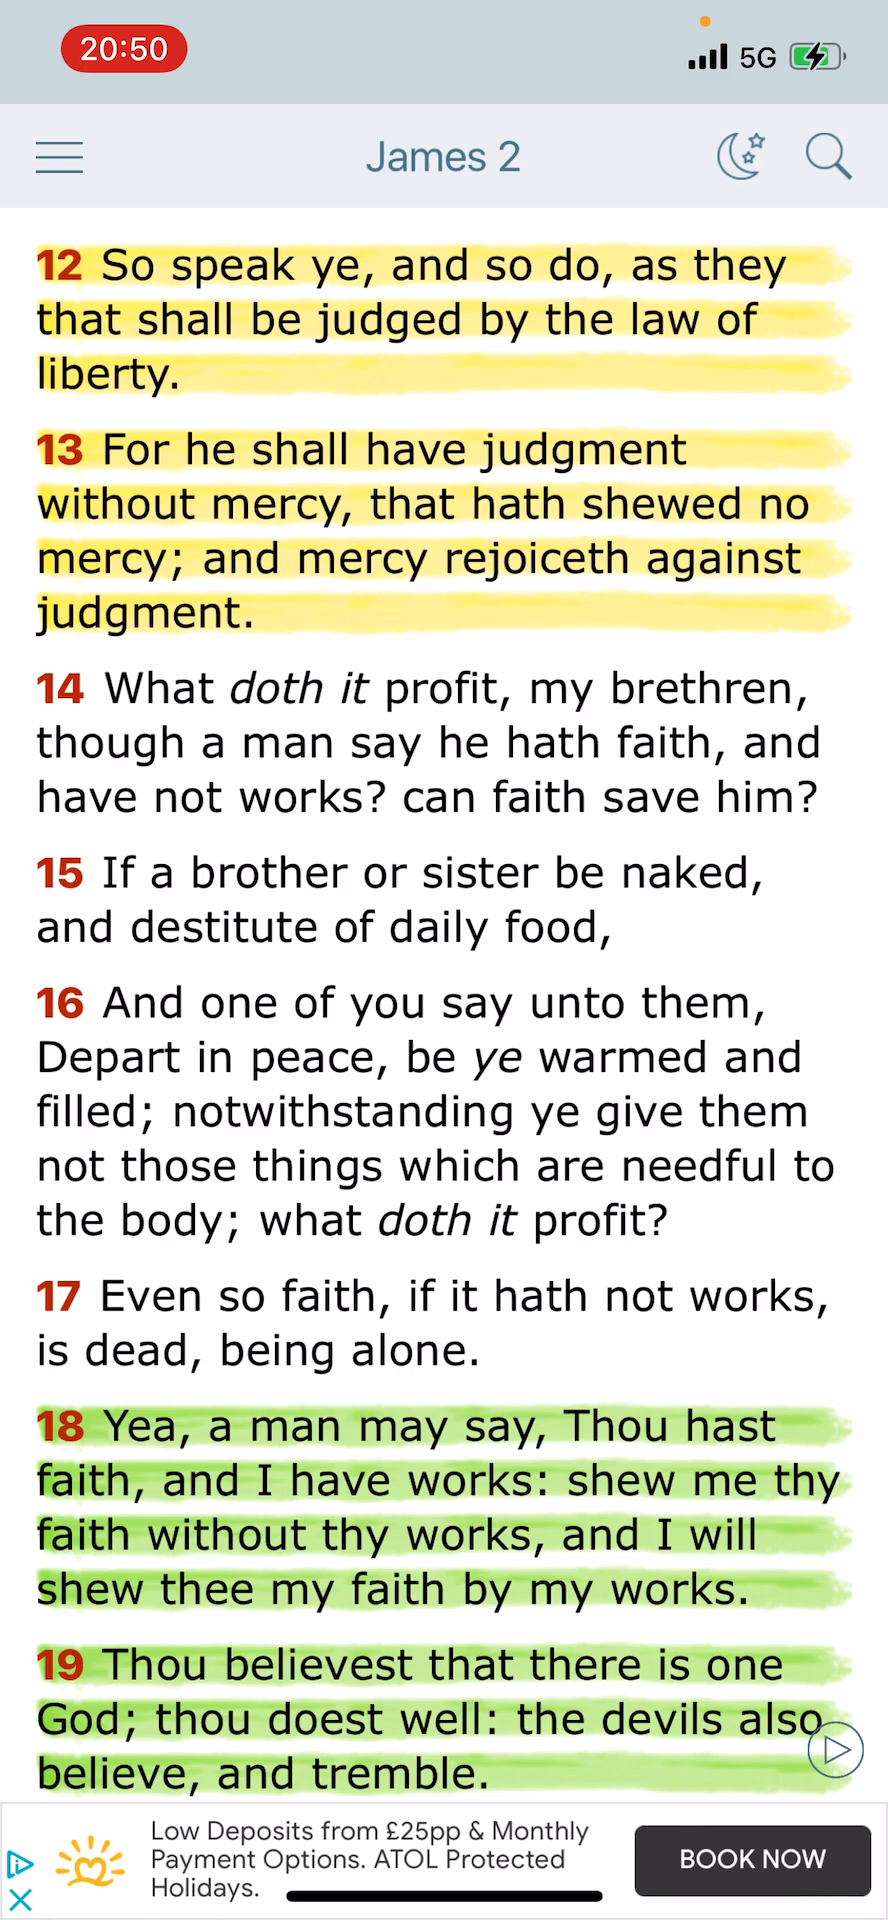 20:50
5G
James 2
12 So speak ye, and so do, as they
that shall be judged by the law of
liberty.
13 For he shall have judgment
without mercy, that hath shewed no
mercy; and mercy rejoiceth against
judgment.
14 What doth it profit, my brethren,
though a man say he hath faith, and
have not works? can faith save him?
15 If a brother or sister be naked,
and destitute of daily food,
16 And one of you say unto them,
Depart in peace, be ye warmed and
filled; notwithstanding ye give them
not those things which are needful to
the body; what doth it profit?
17 Even so faith, if it hath not works,
is dead, being alone.
18 Yea, a man may say, Thou hast
faith, and I have works: shew me thy
faith without thy works, and I will
shew thee my faith by my works.
19 Thou believest that there is one
God; thou doest well: the devils also
believe, and tremble.
Low Deposits from £25pp & Monthly
Payment Options. ATOL Protected
Holidays.
BOOK NOW